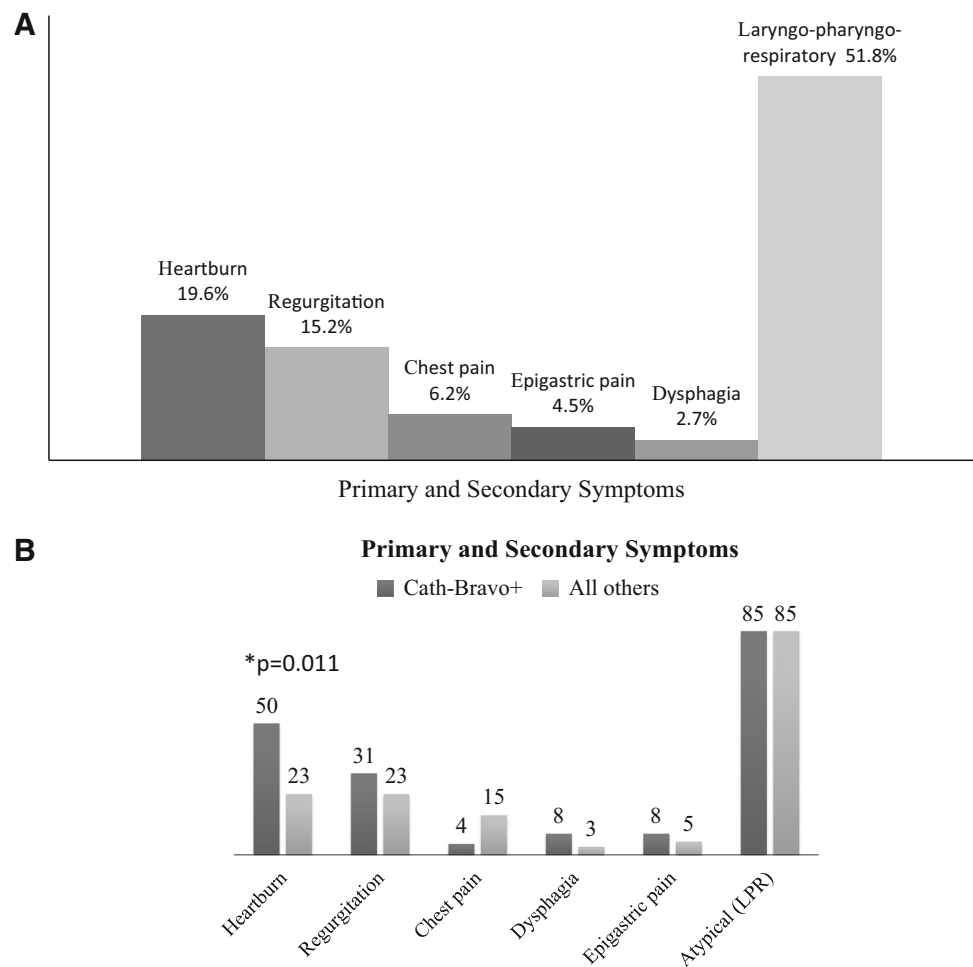 A
Laryngo-pharyngo-
respiratory 51.8%
Heartburn
19.6%
Regurgitation
15.2%
Chest pain
6.2%
Epigastric pain
4.5%
Dysphagia
2.7%
Primary and Secondary Symptoms
B
Primary and Secondary Symptoms
Cath-Bravo+ All others
*p=0.011
50 23 31 23 4 15 8 3 8 5 85 85
Heartburn
Regurgitation
Chest pain
Dysphagia
Epigastric pain
Atypical (LPR)